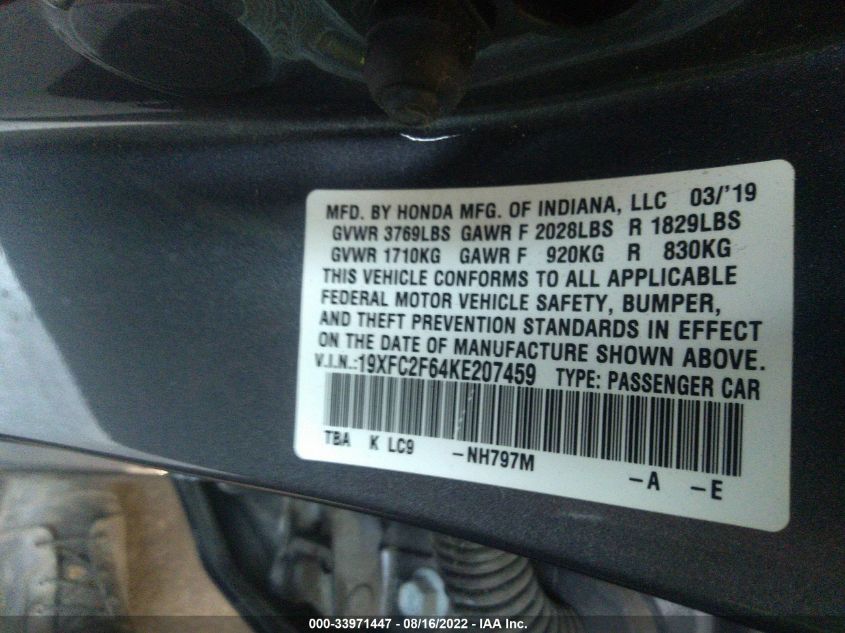 MFD. BY HONDA MFG. OF INDIANA, LLC 03/'19
GVWR 3769LBS GAWR F 2028LBS R 1829LBS
GVWR 1710KG GAWR F 920KG R 830KG
THIS VEHICLE CONFORMS TO ALL APPLICABLE
FEDERAL MOTOR VEHICLE SAFETY, BUMPER,
AND THEFT PREVENTION STANDARDS IN EFFECT
ON THE DATE OF MANUFACTURE SHOWN ABOVE.
V.I.N.:19XFC2F64KE207459 TYPE: PASSENGER CAR
TBA K LC9 -NH797M -A -E
000-33971447 - 08/16/2022 - IAA Inc.